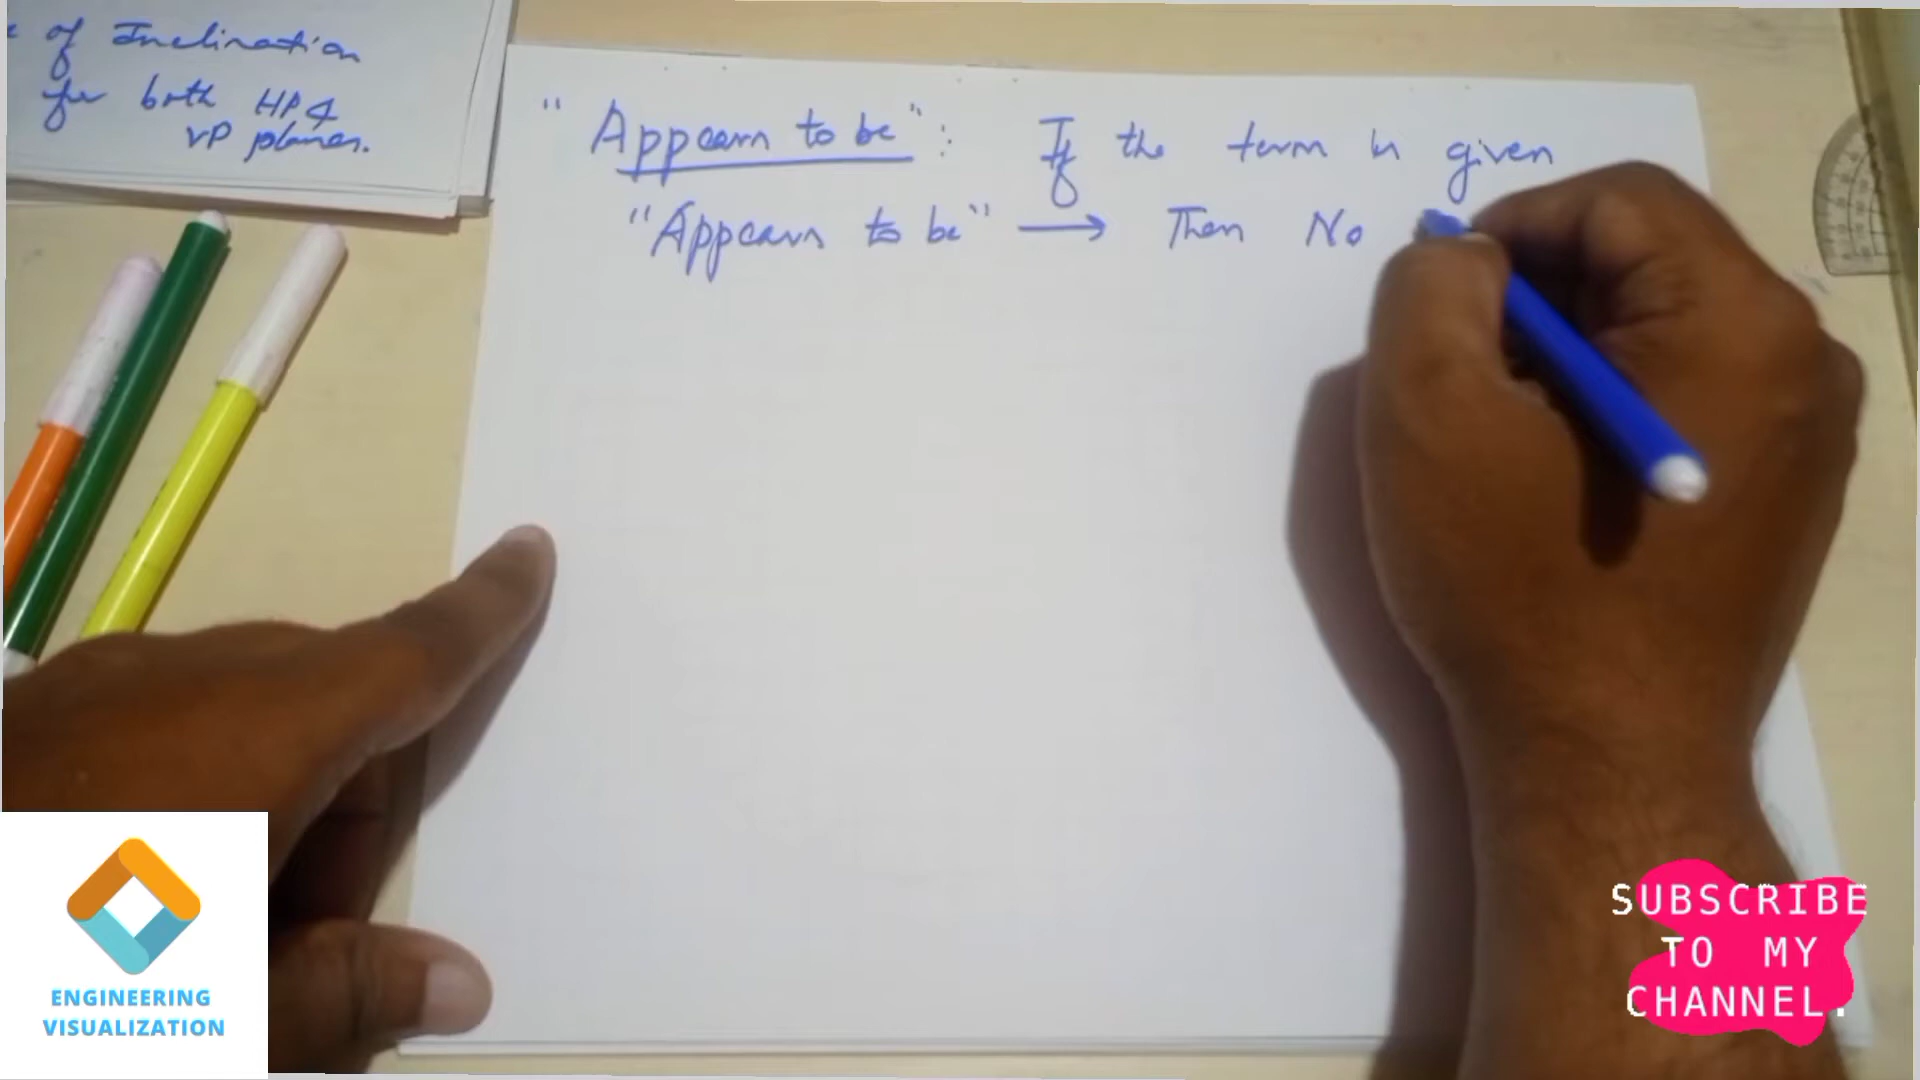 of Inclination
for both HP &
VP planes.
"Appears to be": If the term is given
"Appears to be" → Then No
ENGINEERING
VISUALIZATION
SUBSCRIBE
TO MY
CHANNEL.